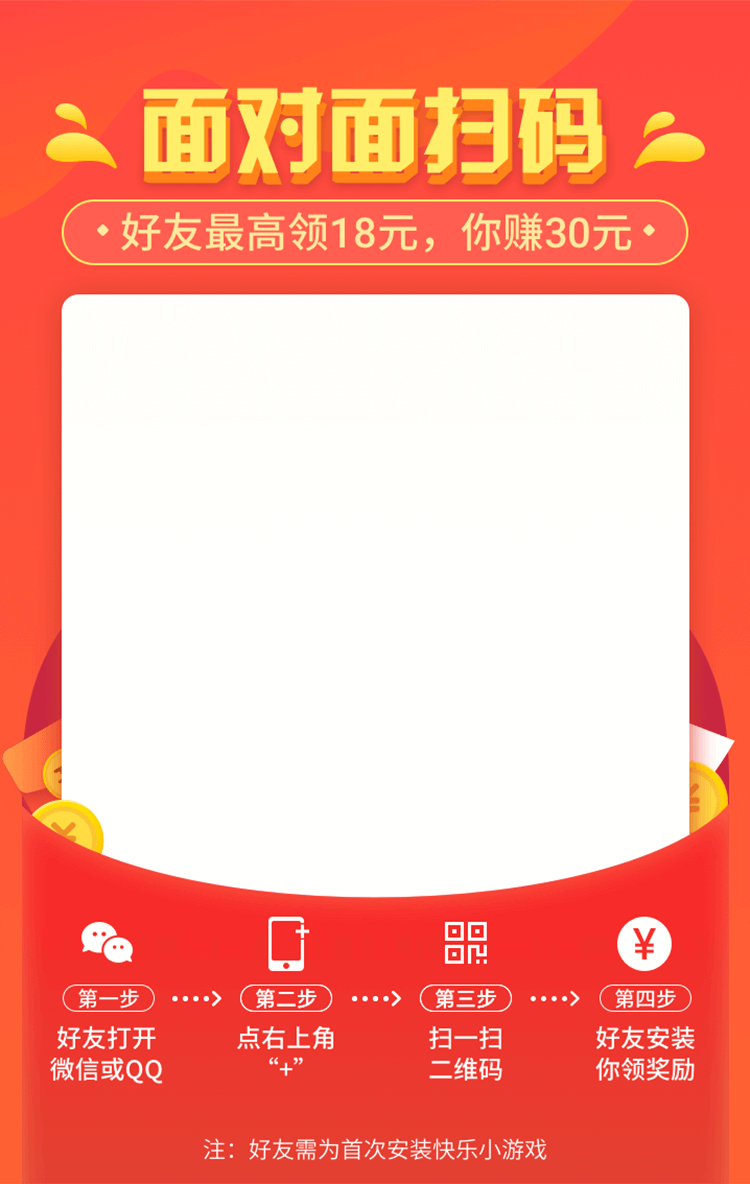 面对面扫码
·好友最高领18元，你赚30元·
第一步
第二步
第三步
第四步
好友打开
微信或QQ
点右上角
“+”
扫一扫
二维码
好友安装
你领奖励
注：好友需为首次安装快乐小游戏